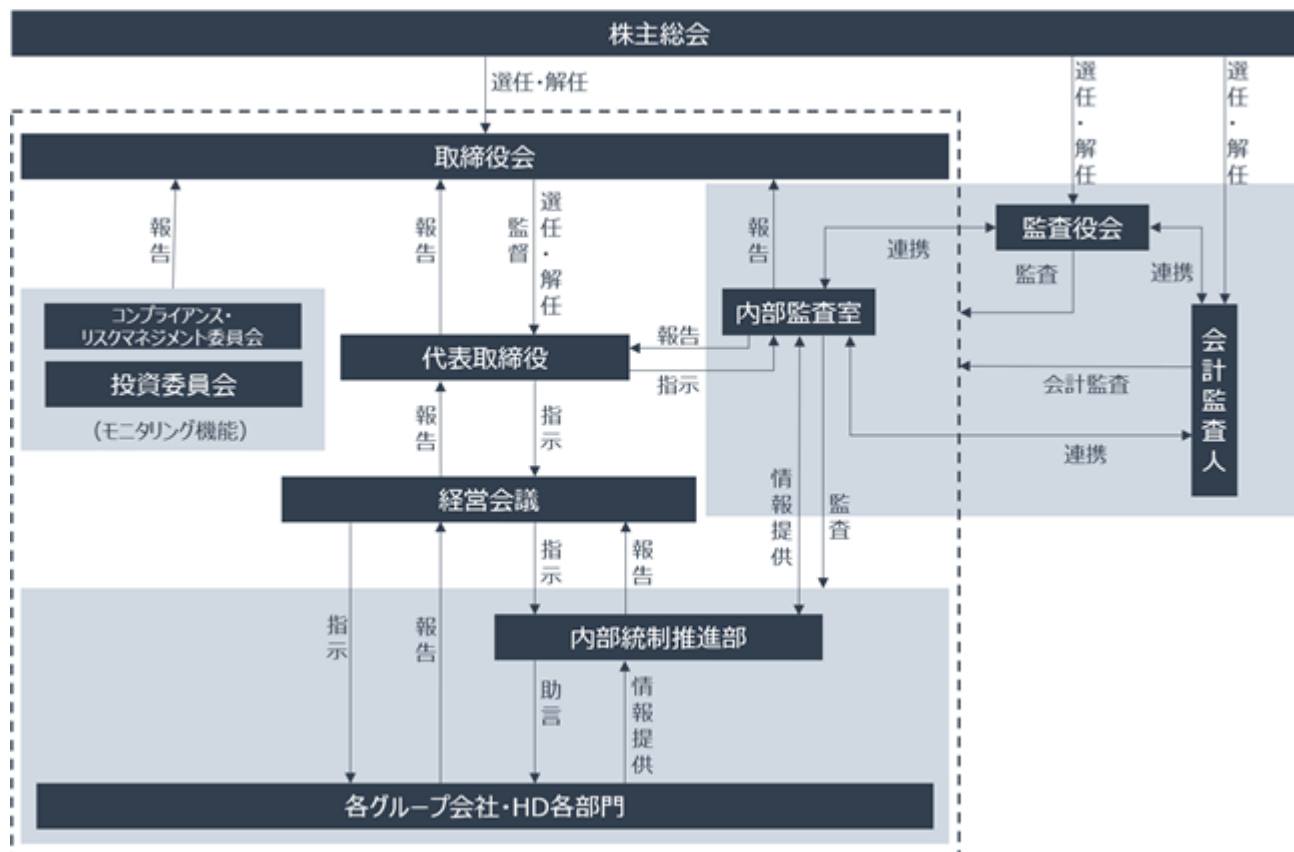 株主総会
選任・解任
選任・解任
選任・解任
取締役会
報告
報告
監督
選任・解任
報告
連携
監査役会
監査
連携
コンプライアンス・
リスクマネジメント委員会
投資委員会
(モニタリング機能)
代表取締役
報告
指示
内部監査室
会計監査人
会計監査
連携
報告
指示
経営会議
情報提供
監査
指示
報告
指示
報告
内部統制推進部
助言
情報提供
各グループ会社・HD各部門